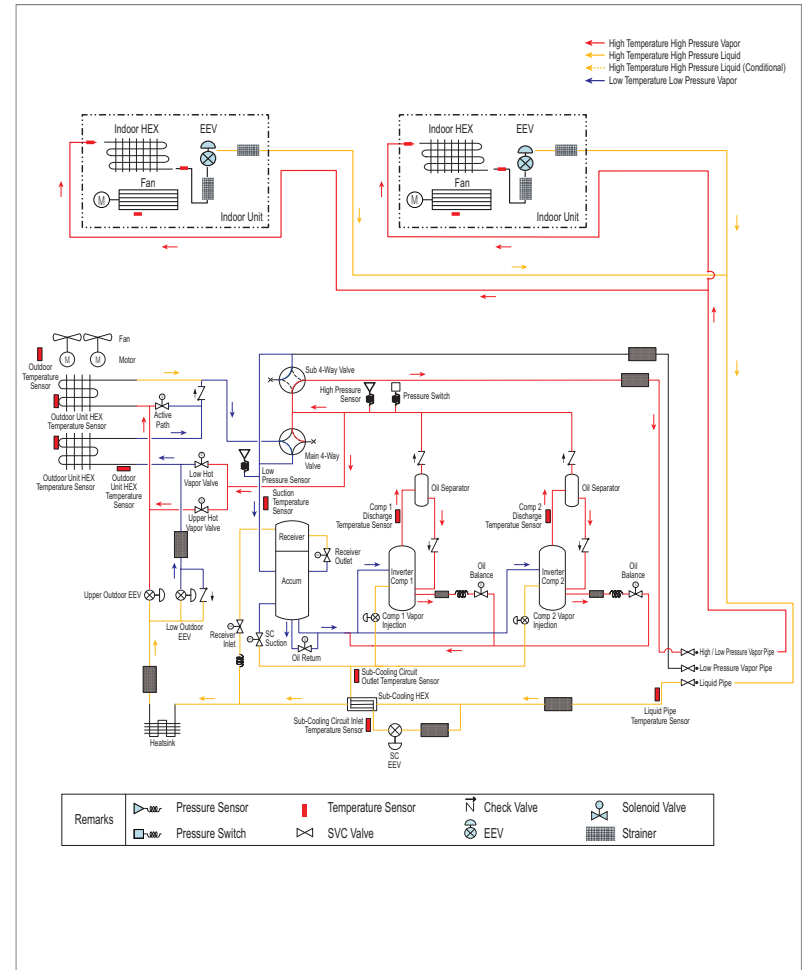 High Temperature High Pressure Vapor
High Temperature High Pressure Liquid
High Temperature High Pressure Liquid (Conditional)
Low Temperature Low Pressure Vapor
Indoor HEX
EEV
Fan
M
Indoor Unit
Indoor HEX
EEV
Fan
M
Indoor Unit
Fan
M
M
Motor
Outdoor
Temperature
Sensor
Outdoor Unit HEX
Temperature Sensor
Active
Path
Outdoor Unit HEX
Temperature Sensor
Outdoor
Unit HEX
Temperature
Sensor
Low Hot
Vapor Valve
Upper Hot
Vapor Valve
Sub 4-Way Valve
High Pressure
Sensor
Pressure Switch
Main 4-Way
Valve
Low
Pressure Sensor
Suction
Temperature
Sensor
Oil Separator
Oil Separator
Comp 1
Discharge
Temperatue Sensor
Comp 2
Discharge
Temperatue Sensor
Receiver
Accum
Receiver
Outlet
Inverter
Comp 1
Oil
Balance
Inverter
Comp 2
Oil
Balance
Upper Outdoor EEV
Low Outdoor
EEV
Receiver
Inlet
SC
Suction
Oil Return
Comp 1 Vapor
Injection
Comp 2 Vapor
Injection
High / Low Pressure Vapor Pipe
Low Pressure Vapor Pipe
Liquid Pipe
Sub-Cooling Circuit
Outlet Temperature Sensor
Sub-Cooling HEX
Liquid Pipe
Temperature Sensor
Heatsink
Sub-Cooling Circuit Inlet
Temperature Sensor
SC
EEV
Remarks
Pressure Sensor
Temperature Sensor
Check Valve
Solenoid Valve
Pressure Switch
SVC Valve
EEV
Strainer